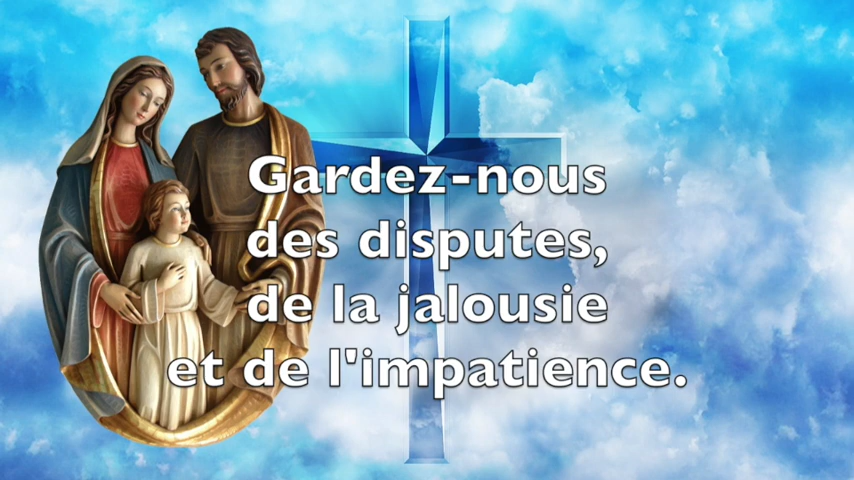 Gardez-nous
des disputes,
de la jalousie
et de l'impatience.